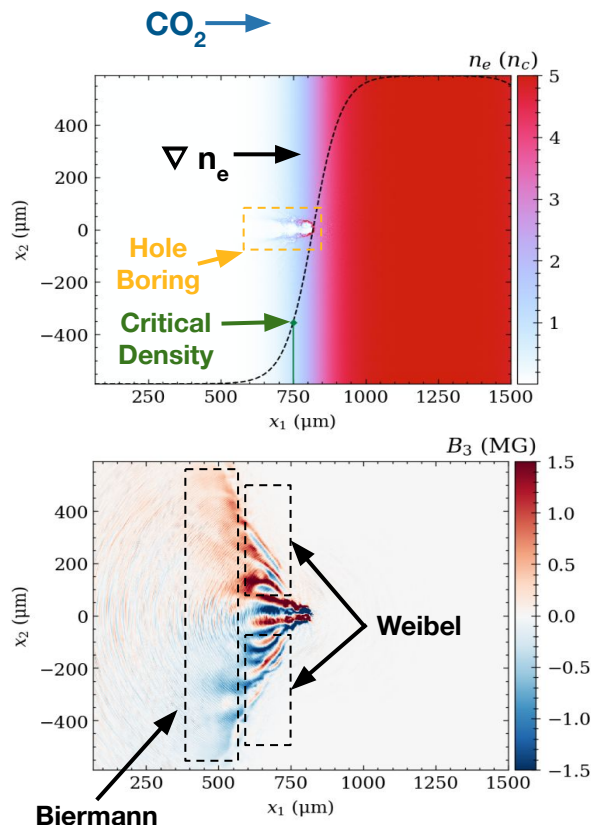 CO₂
nₑ (n_c)
400
200
0
−200
−400
x₂ (µm)
∇ nₑ
Hole
Boring
Critical
Density
5
4
3
2
1
250 500 750 1000 1250 1500
x₁ (µm)
B₃ (MG)
400
200
0
−200
−400
x₂ (µm)
Weibel
1.5
1.0
0.5
0.0
−0.5
−1.0
−1.5
250 500 750 1000 1250 1500
x₁ (µm)
Biermann